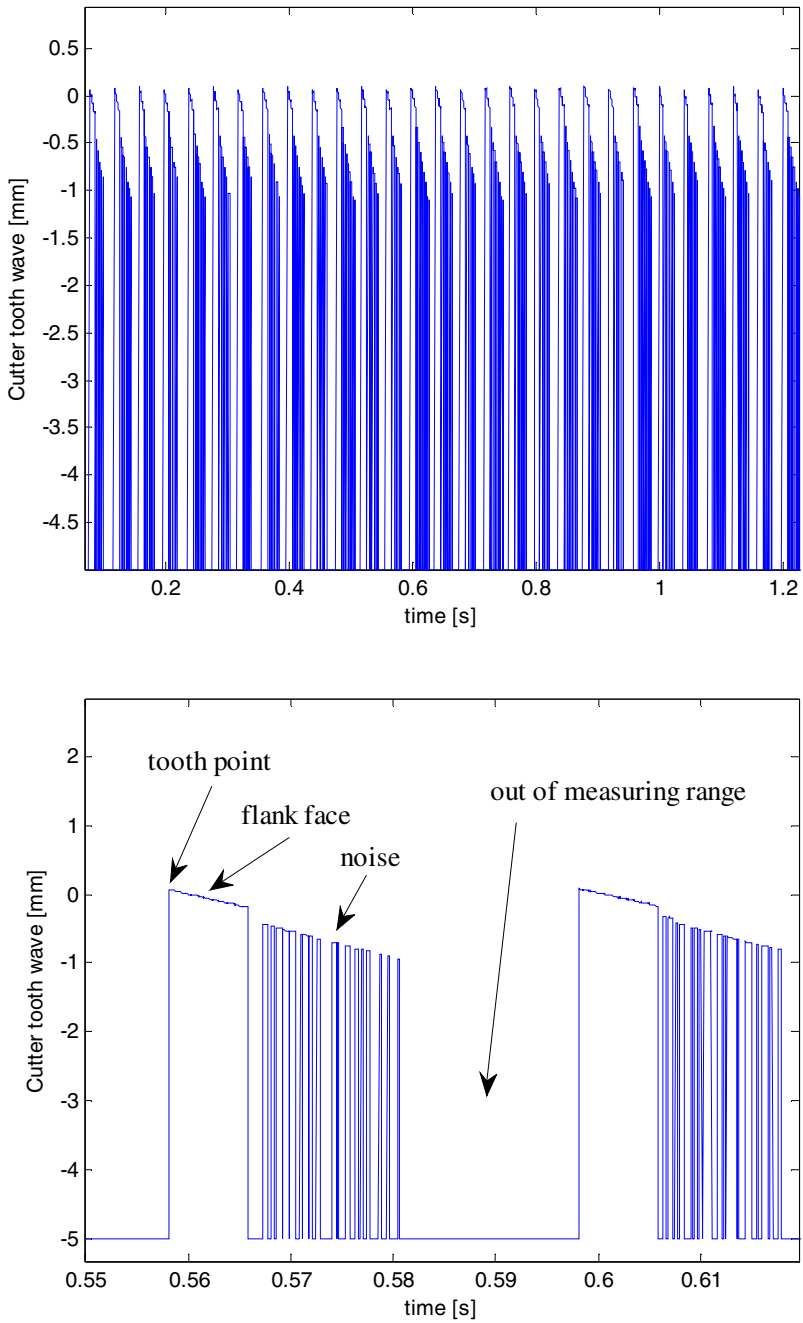 0.5
0
-0.5
-1
-1.5
-2
-2.5
-3
-3.5
-4
-4.5
Cutter tooth wave [mm]
0.2 0.4 0.6 0.8 1 1.2
time [s]
tooth point
flank face
noise
out of measuring range
2
1
0
-1
-2
-3
-4
-5
Cutter tooth wave [mm]
0.55 0.56 0.57 0.58 0.59 0.6 0.61
time [s]